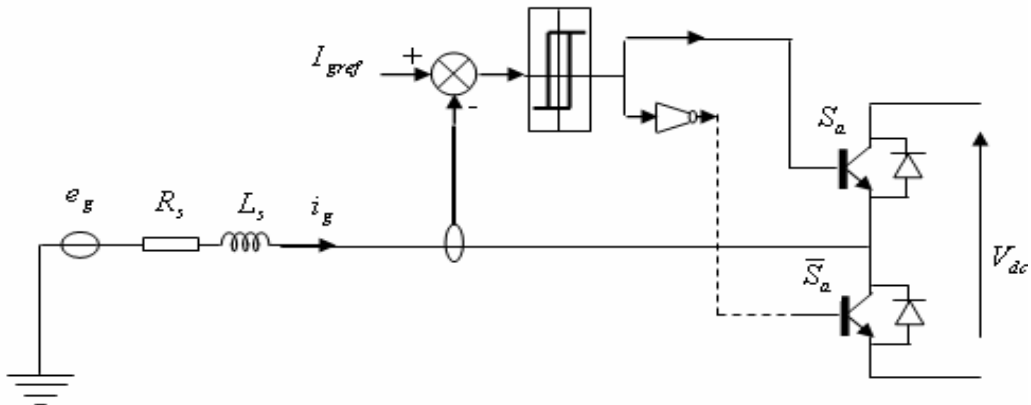 I_gref
+
-
S_a
e_g
R_s
L_s
i_g
S̄_a
V_dc